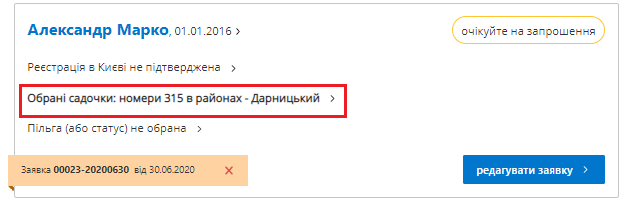 Александр Марко, 01.01.2016
очікуйте на запрошення
Реєстрація в Києві не підтверджена
Обрані садочки: номери 315 в районах - Дарницький
Пільга (або статус) не обрана
Заявка 00023-20200630 від 30.06.2020
редагувати заявку